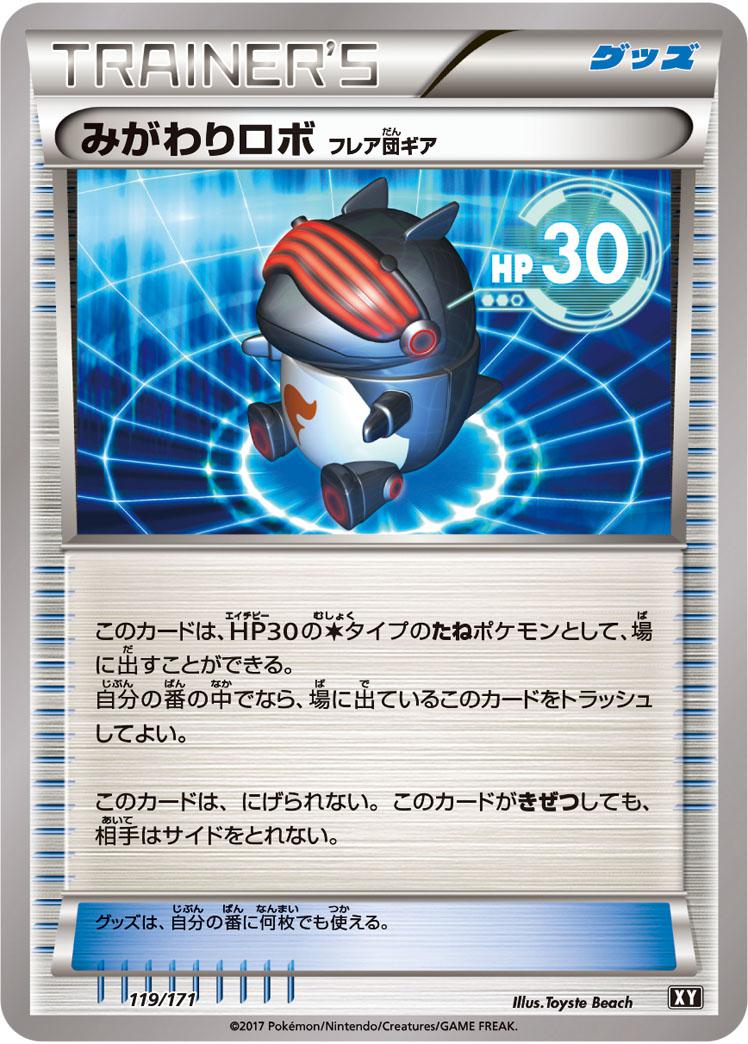 TRAINER'S
グッズ
みがわりロボ フレア団ギア
HP 30
このカードは、HP30の✶タイプのたねポケモンとして、場
に出すことができる。
自分の番の中でなら、場に出ているこのカードをトラッシュ
してよい。
このカードは、にげられない。このカードがきぜつしても、
相手はサイドをとれない。
グッズは、自分の番に何枚でも使える。
119/171
Illus.Toyste Beach
XY
©2017 Pokémon/Nintendo/Creatures/GAME FREAK.